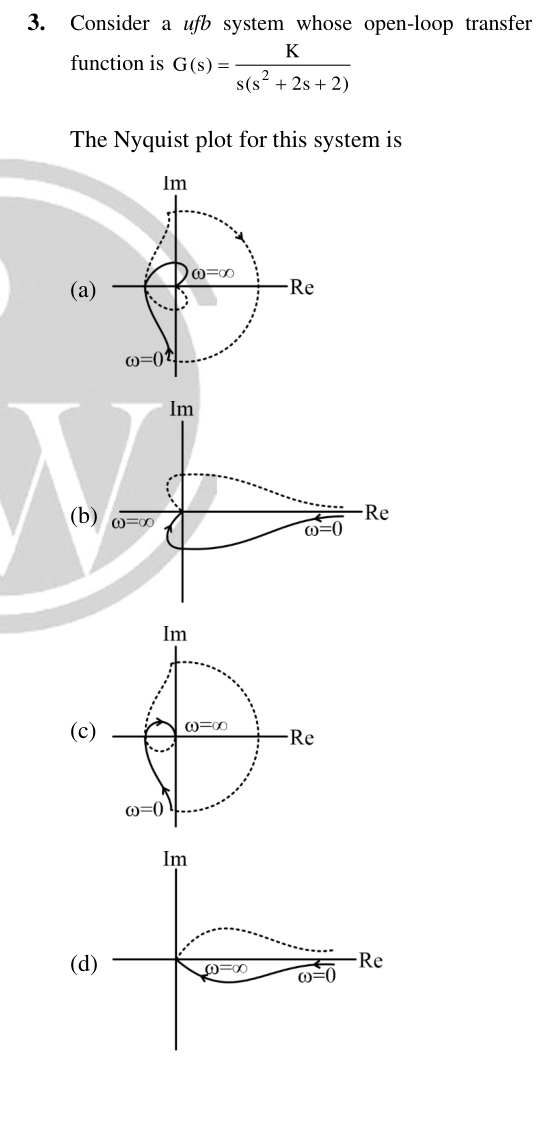 3. Consider a ufb system whose open-loop transfer
function is G(s) = K / s(s² + 2s + 2)
The Nyquist plot for this system is
Im
ω=∞
(a)
Re
ω=0
Im
(b)
ω=∞
Re
ω=0
Im
ω=∞
(c)
Re
ω=0
Im
(d)
ω=∞
Re
ω=0
W